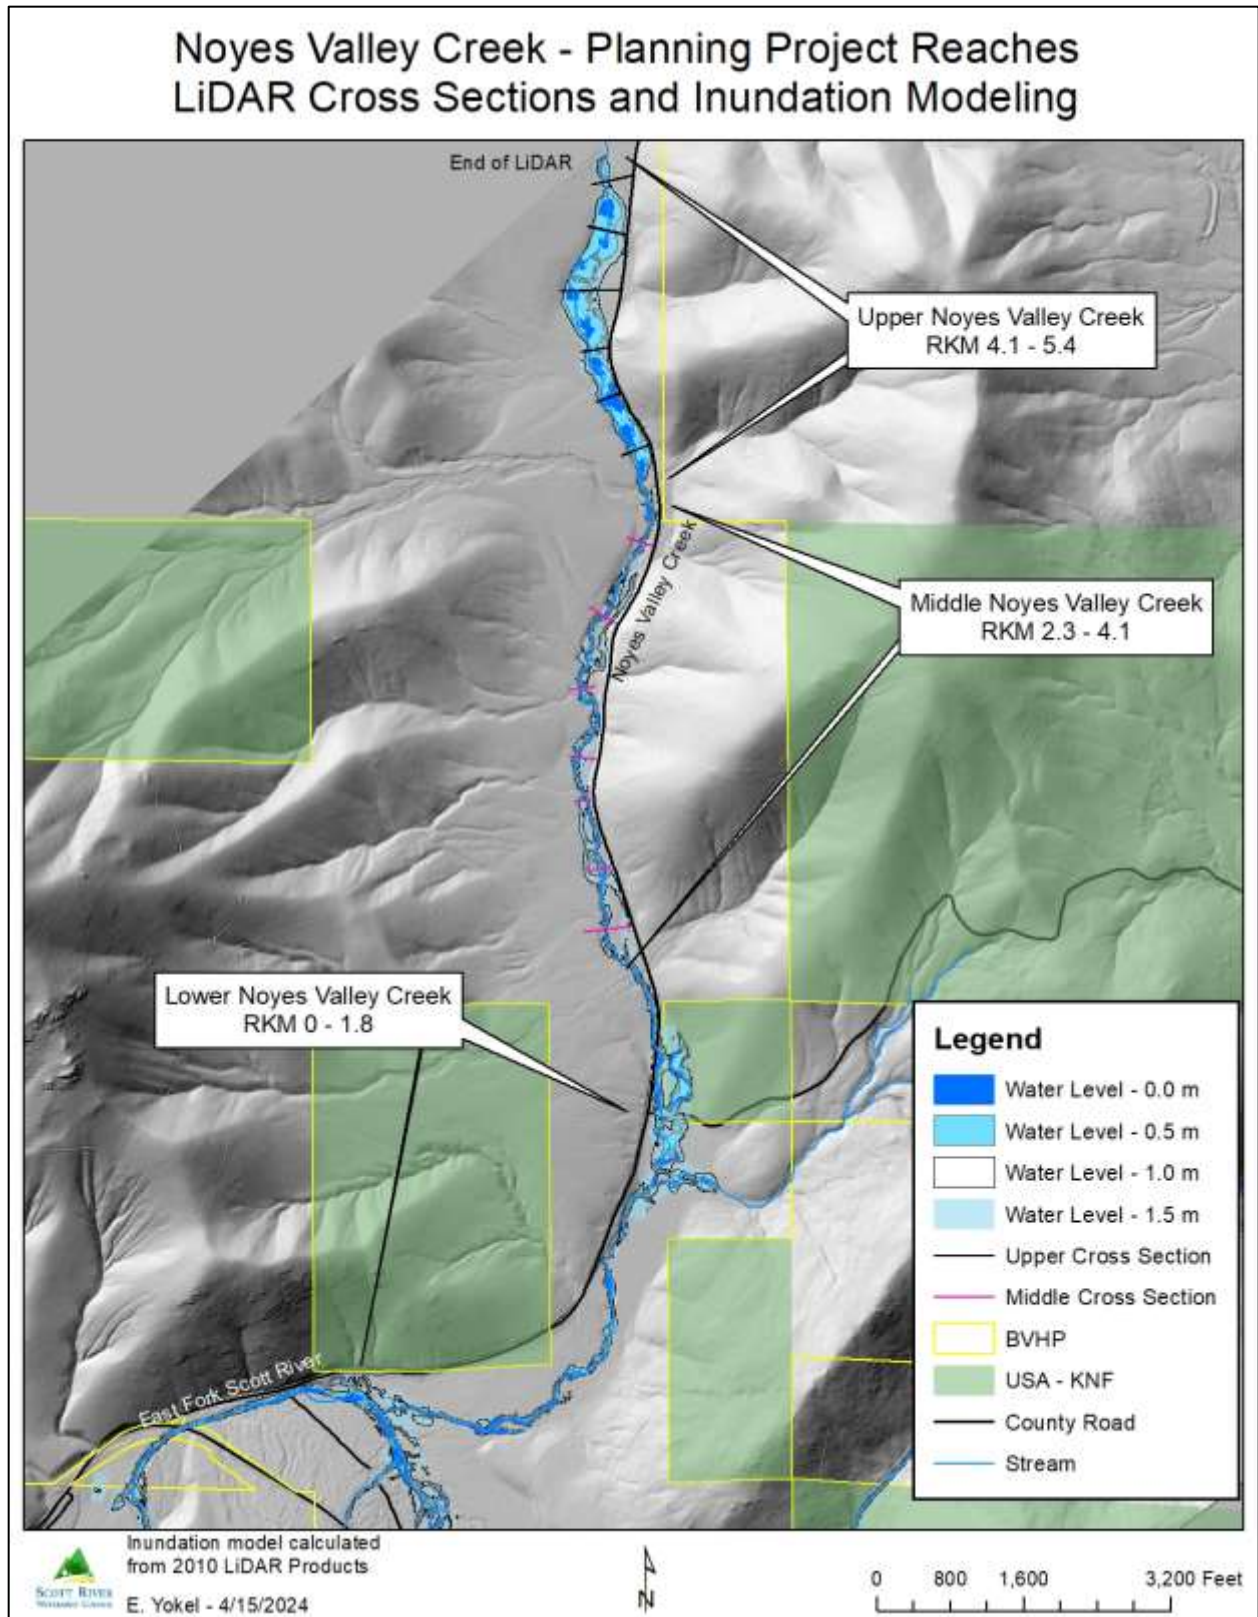 Noyes Valley Creek - Planning Project Reaches
LiDAR Cross Sections and Inundation Modeling
End of LiDAR
Upper Noyes Valley Creek
RKM 4.1 - 5.4
Noyes Valley Creek
Middle Noyes Valley Creek
RKM 2.3 - 4.1
Lower Noyes Valley Creek
RKM 0 - 1.8
East Fork Scott River
Legend
Water Level - 0.0 m
Water Level - 0.5 m
Water Level - 1.0 m
Water Level - 1.5 m
Upper Cross Section
Middle Cross Section
BVHP
USA - KNF
County Road
Stream
Inundation model calculated
from 2010 LiDAR Products
E. Yokel - 4/15/2024
SCOTT RIVER
WATERSHED COUNCIL
N
0 800 1,600 3,200 Feet